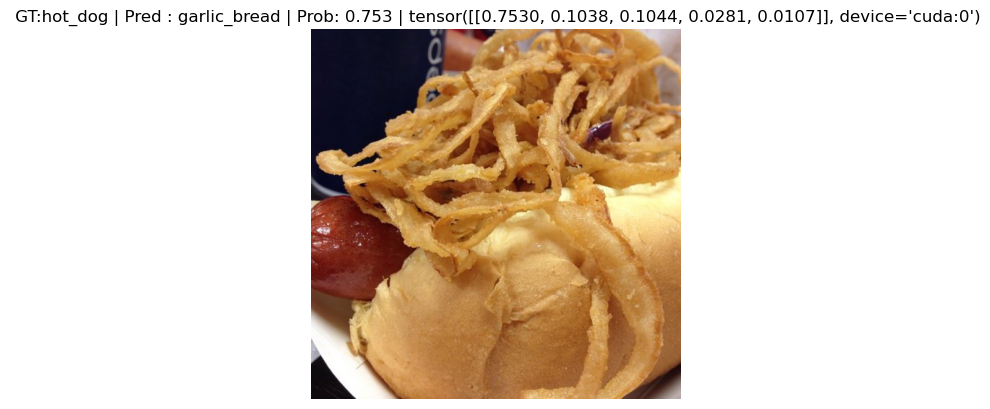 GT:hot_dog | Pred : garlic_bread | Prob: 0.753 | tensor([[0.7530, 0.1038, 0.1044, 0.0281, 0.0107]], device='cuda:0')